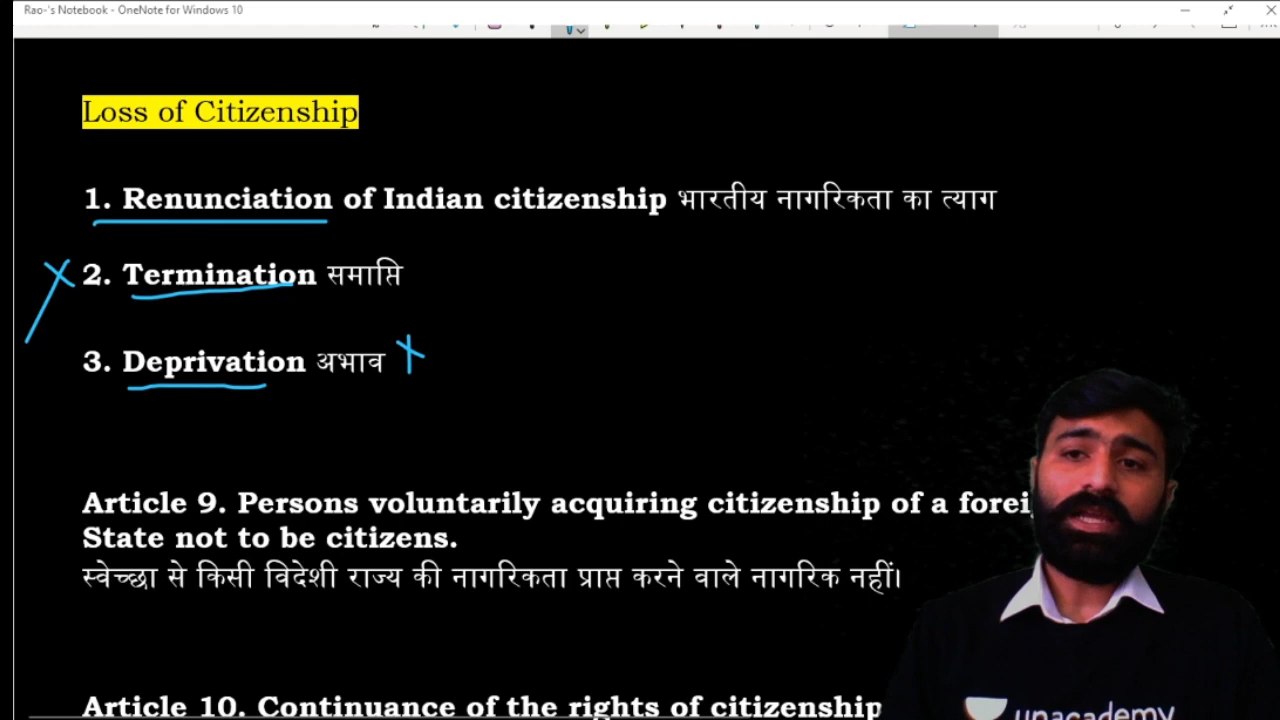 Rao-'s Notebook - OneNote for Windows 10
Loss of Citizenship
1. Renunciation of Indian citizenship भारतीय नागरिकता का त्याग
2. Termination समाप्ति
3. Deprivation अभाव
Article 9. Persons voluntarily acquiring citizenship of a forei
State not to be citizens.
स्वेच्छा से किसी विदेशी राज्य की नागरिकता प्राप्त करने वाले नागरिक नहीं।
Article 10. Continuance of the rights of citizenship
unacademy